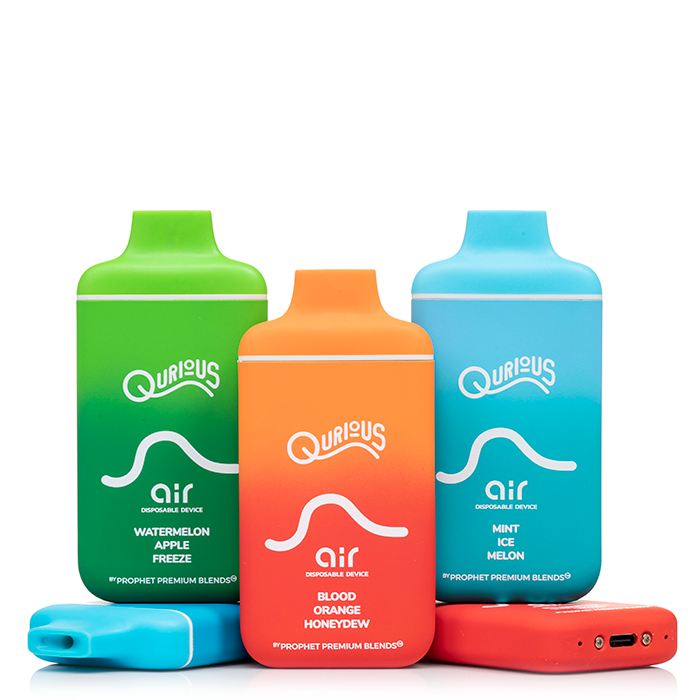 QURIOUS
air
DISPOSABLE DEVICE
WATERMELON
APPLE
FREEZE
BY PROPHET PREMIUM BLENDS
QURIOUS
air
DISPOSABLE DEVICE
BLOOD
ORANGE
HONEYDEW
BY PROPHET PREMIUM BLENDS
QURIOUS
air
DISPOSABLE DEVICE
MINT
ICE
MELON
BY PROPHET PREMIUM BLENDS